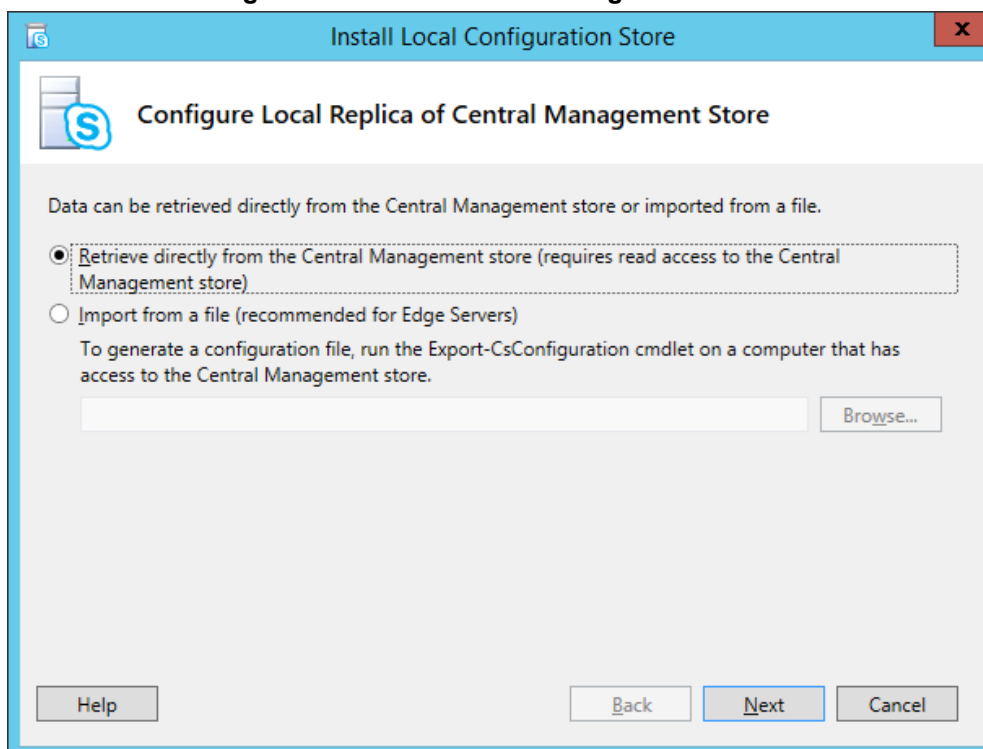 Install Local Configuration Store
x
S
Configure Local Replica of Central Management Store
Data can be retrieved directly from the Central Management store or imported from a file.
Retrieve directly from the Central Management store (requires read access to the Central
Management store)
Import from a file (recommended for Edge Servers)
To generate a configuration file, run the Export-CsConfiguration cmdlet on a computer that has
access to the Central Management store.
Browse...
Help
Back
Next
Cancel